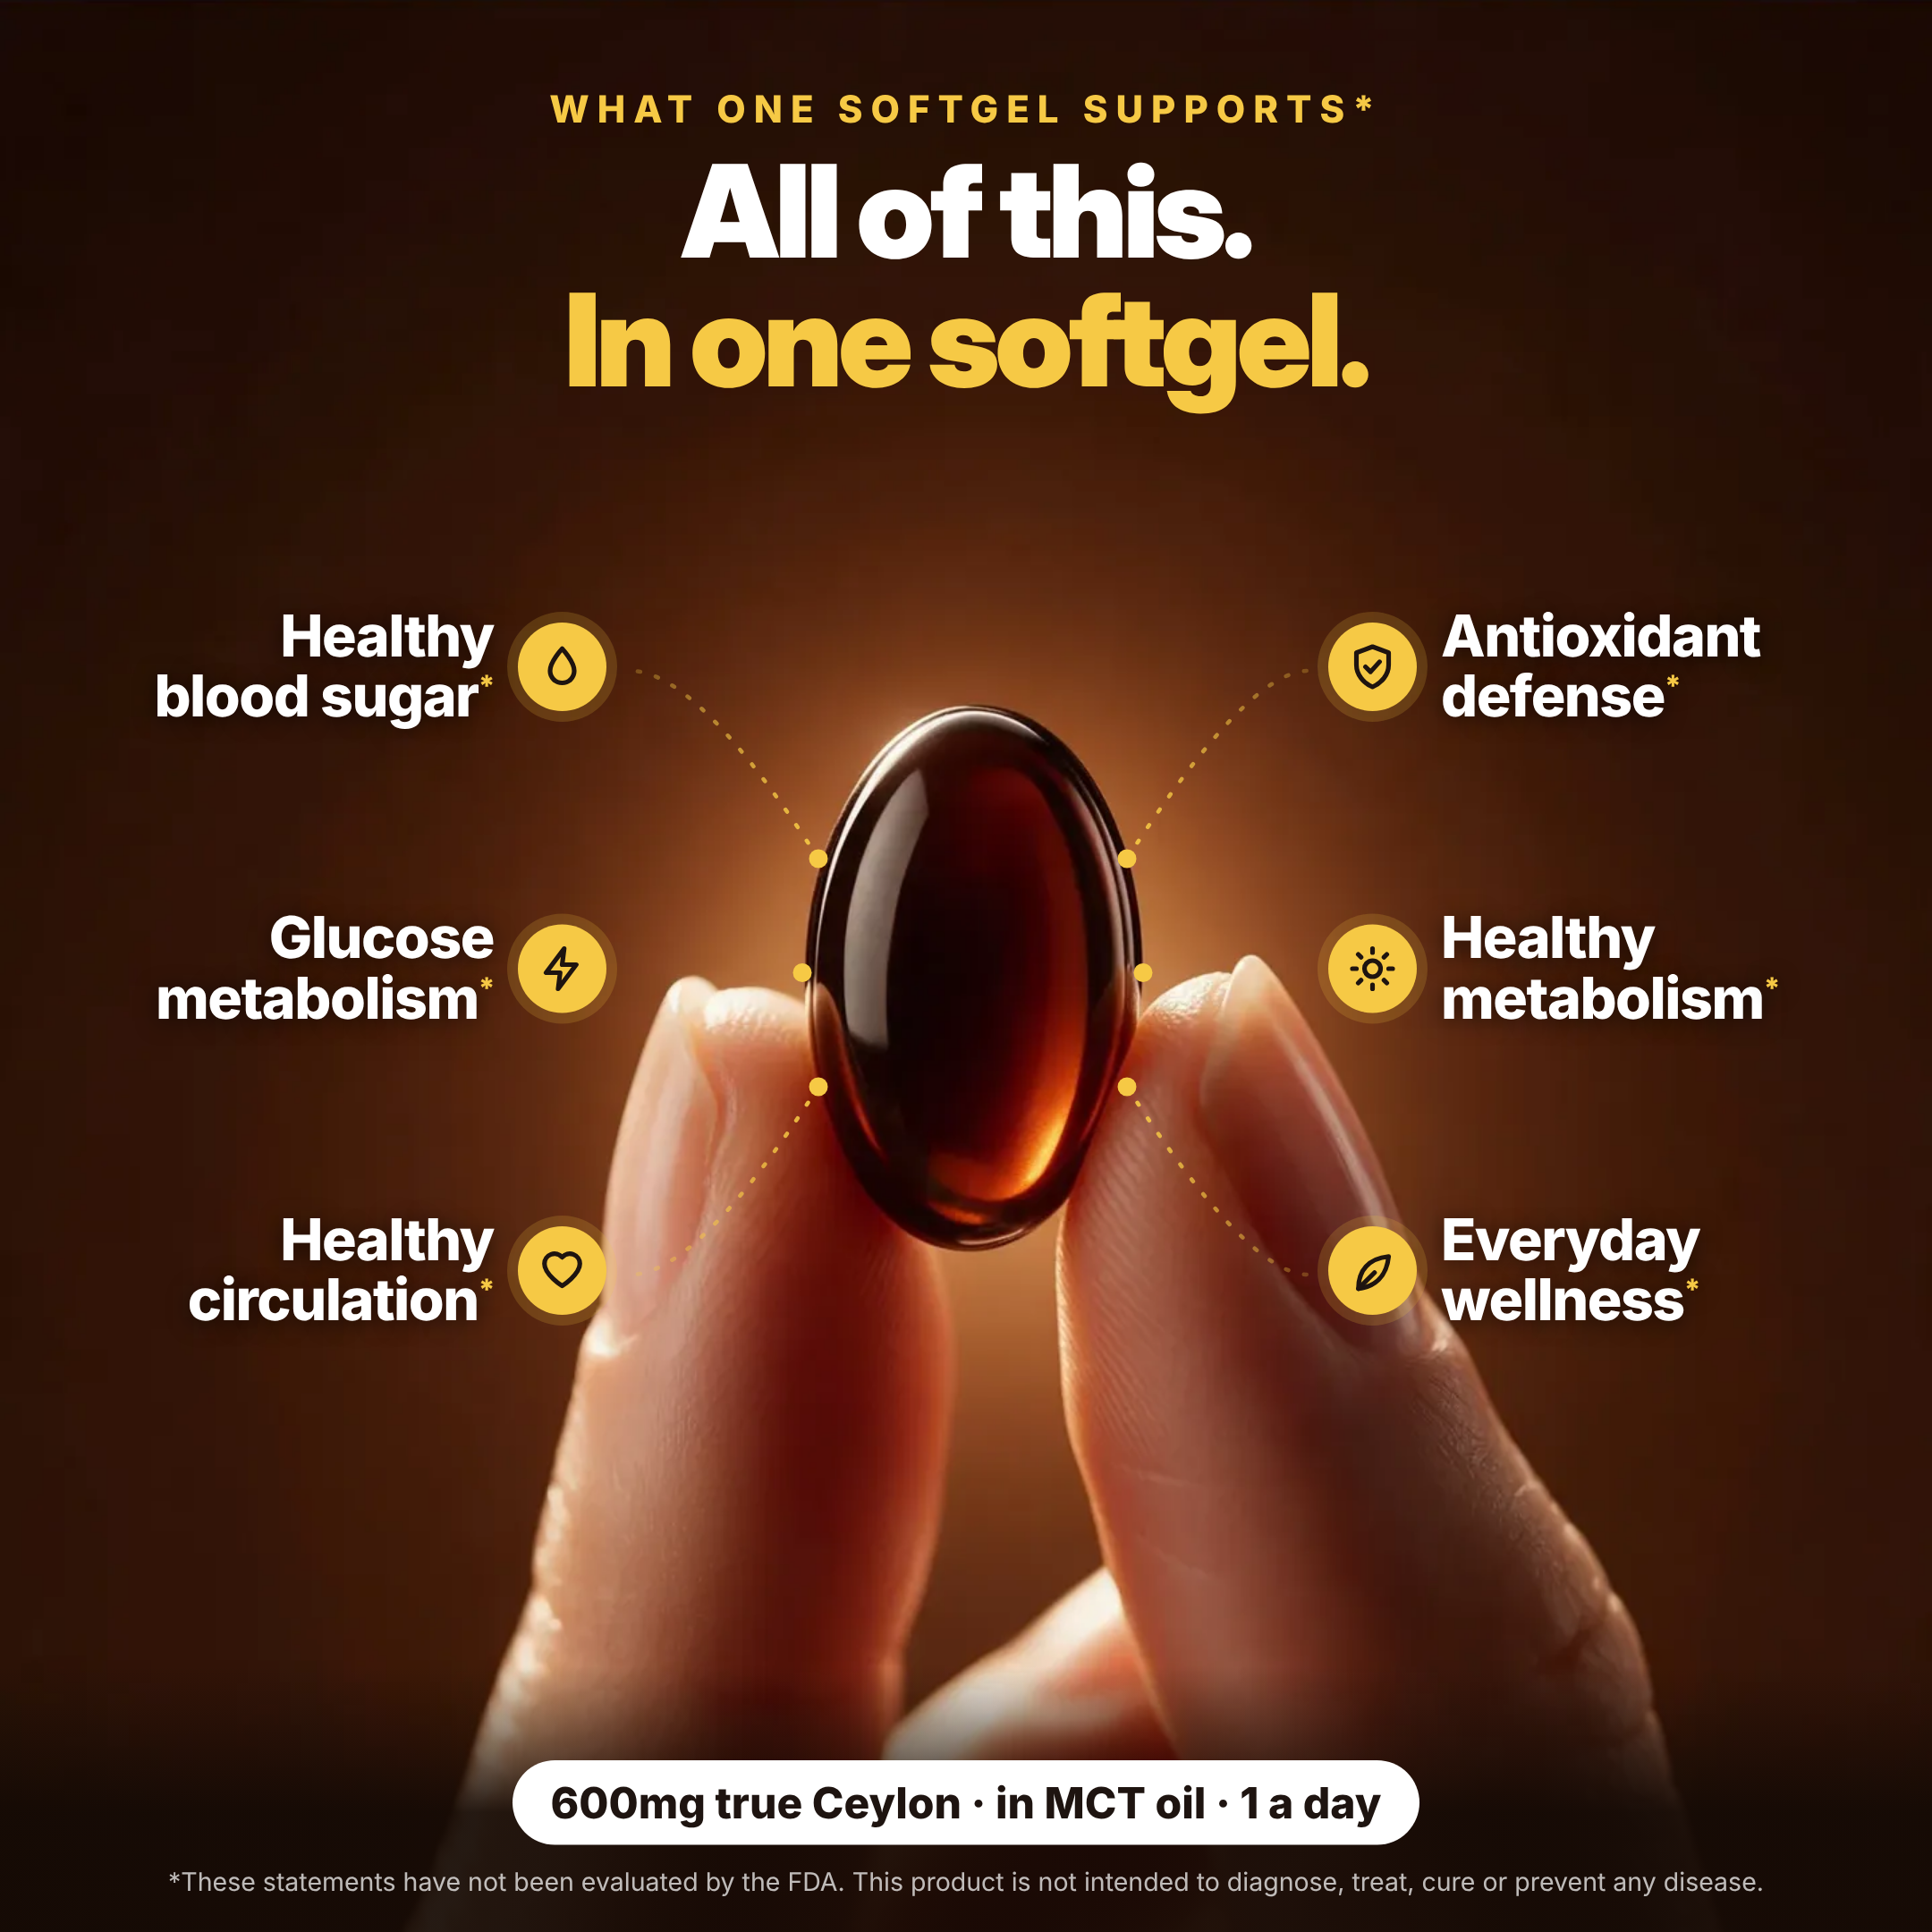 WHAT ONE SOFTGEL SUPPORTS*
All of this.
In one softgel.
Healthy
blood sugar*
Antioxidant
defense*
Glucose
metabolism*
Healthy
metabolism*
Healthy
circulation*
Everyday
wellness*
600mg true Ceylon · in MCT oil · 1 a day
*These statements have not been evaluated by the FDA. This product is not intended to diagnose, treat, cure or prevent any disease.